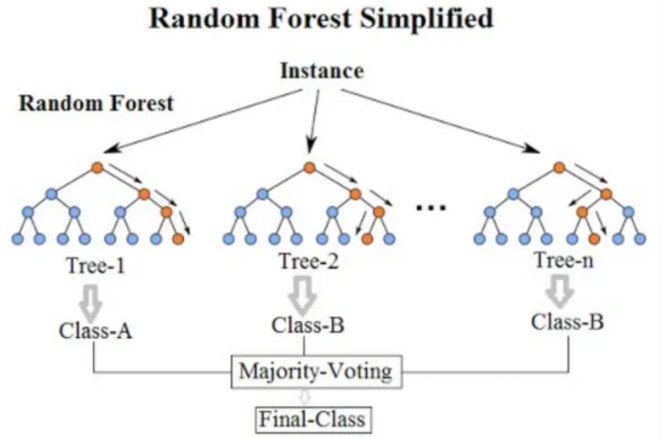 Random Forest Simplified
Instance
Random Forest
...
Tree-1
Tree-2
Tree-n
Class-A
Class-B
Class-B
Majority-Voting
Final-Class